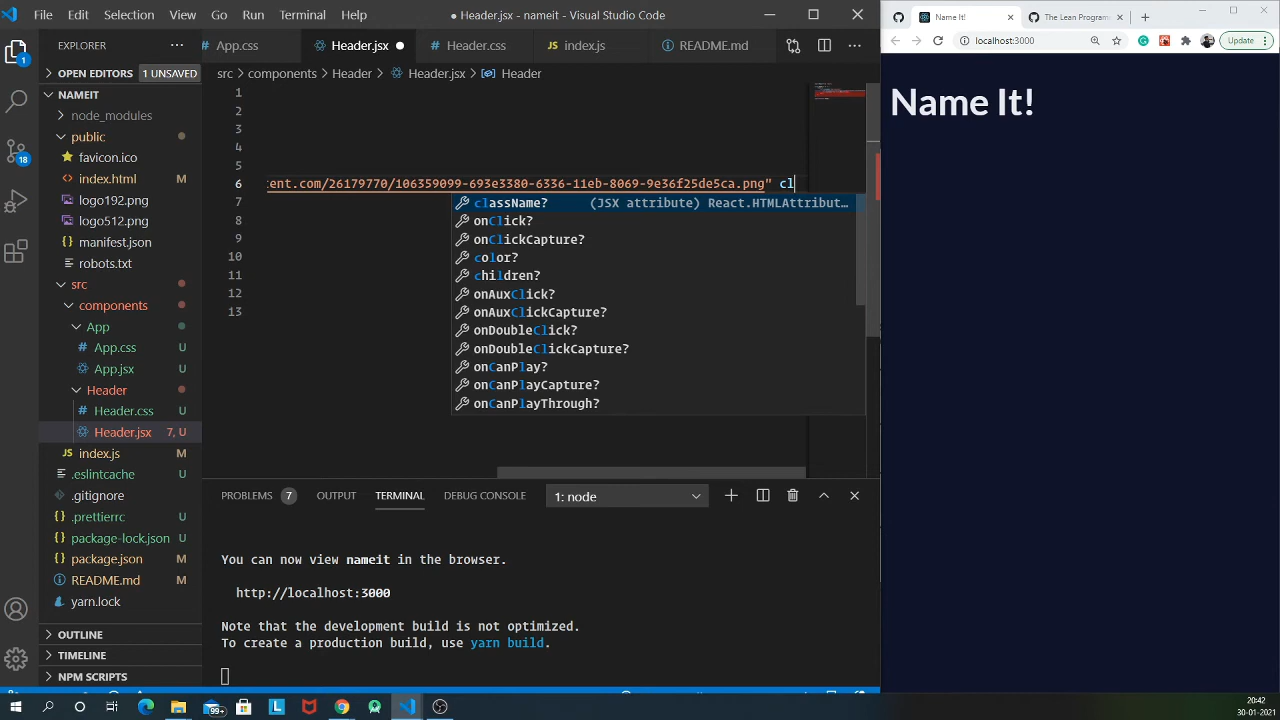 File Edit Selection View Go Run Terminal Help
● Header.jsx - nameit - Visual Studio Code
Name It!
The Lean Program
EXPLORER
App.css
Header.jsx
Header.css
index.js
README.md
localhost:3000
Update
OPEN EDITORS 1 UNSAVED
src > components > Header > Header.jsx > Header
NAMEIT
node_modules
public
favicon.ico
index.html M
logo192.png
logo512.png
manifest.json M
robots.txt
src
components
App
App.css U
App.jsx U
Header
Header.css U
Header.jsx 7, U
index.js U
.eslintcache
.gitignore
.prettierrc U
package-lock.json U
package.json M
README.md M
yarn.lock
OUTLINE
TIMELINE
NPM SCRIPTS
1
18
1
2
3
4
5
6 tent.com/26179770/106359099-693e3380-6336-11eb-8069-9e36f25de5ca.png" cl
7
8
9
10
11
12
13
className? (JSX attribute) React.HTMLAttribut…
onClick?
onClickCapture?
color?
children?
onAuxClick?
onAuxClickCapture?
onDoubleClick?
onDoubleClickCapture?
onCanPlay?
onCanPlayCapture?
onCanPlayThrough?
PROBLEMS 7 OUTPUT TERMINAL DEBUG CONSOLE 1: node
You can now view nameit in the browser.
http://localhost:3000
Note that the development build is not optimized.
To create a production build, use yarn build.
Name It!
99+
20:42
30-01-2021